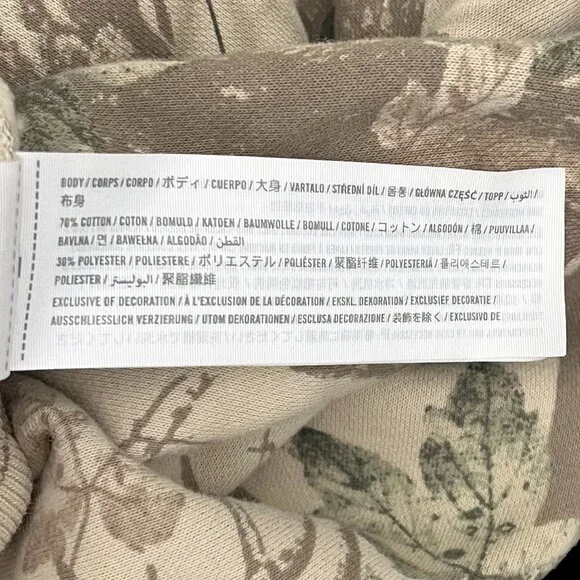 BODY / CORPS / CORPO / ボディ / CUERPO / 大身 / VARTALO / STŘEDNÍ DÍL / 몸통 / GŁÓWNA CZĘŚĆ / TOPP / الثوب /
布身
70% COTTON / COTON / BOMULD / KATOEN / BAUMWOLLE / BOMULL / COTONE / コットン / ALGODÓN / 棉 / PUUVILLAA /
BAVLNA / 면 / BAWEŁNA / ALGODÃO / القطن
30% POLYESTER / POLIESTERE / ポリエステル / POLIÉSTER / 聚酯纤维 / POLYESTERIÄ / 폴리에스테르 /
POLIESTER / البوليستر / 聚酯纖維
EXCLUSIVE OF DECORATION / À L'EXCLUSION DE LA DÉCORATION / EKSKL. DEKORATION / EXCLUSIEF DECORATIE /
AUSSCHLIESSLICH VERZIERUNG / UTOM DEKORATIONEN / ESCLUSA DECORAZIONE / 装飾を除く / EXCLUSIVO DE